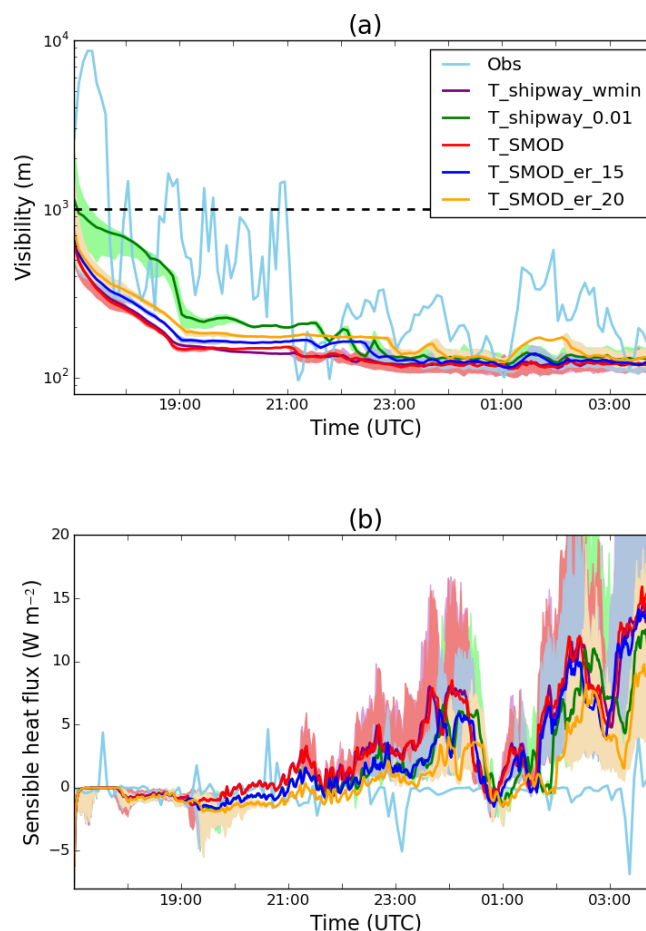 (a)
10⁴
10³
10²
Visibility (m)
Obs
T_shipway_wmin
T_shipway_0.01
T_SMOD
T_SMOD_er_15
T_SMOD_er_20
19:00 21:00 23:00 01:00 03:00
Time (UTC)
(b)
20
15
10
5
0
−5
Sensible heat flux (W m⁻²)
19:00 21:00 23:00 01:00 03:00
Time (UTC)